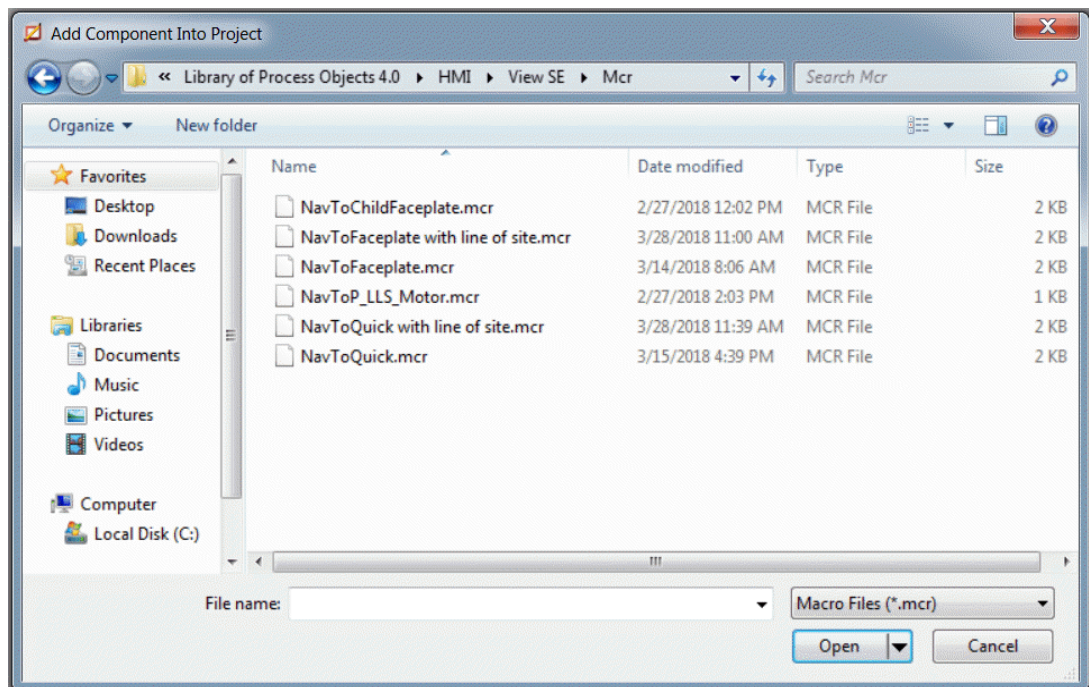 Add Component Into Project
X
« Library of Process Objects 4.0 HMI View SE Mcr Search Mcr
Organize New folder
Name Date modified Type Size
Favorites
Desktop
Downloads
Recent Places
Libraries
Documents
Music
Pictures
Videos
Computer
Local Disk (C:)
NavToChildFaceplate.mcr 2/27/2018 12:02 PM MCR File 2 KB
NavToFaceplate with line of site.mcr 3/28/2018 11:00 AM MCR File 2 KB
NavToFaceplate.mcr 3/14/2018 8:06 AM MCR File 2 KB
NavToP_LLS_Motor.mcr 2/27/2018 2:03 PM MCR File 1 KB
NavToQuick with line of site.mcr 3/28/2018 11:39 AM MCR File 2 KB
NavToQuick.mcr 3/15/2018 4:39 PM MCR File 2 KB
File name: Macro Files (*.mcr)
Open Cancel